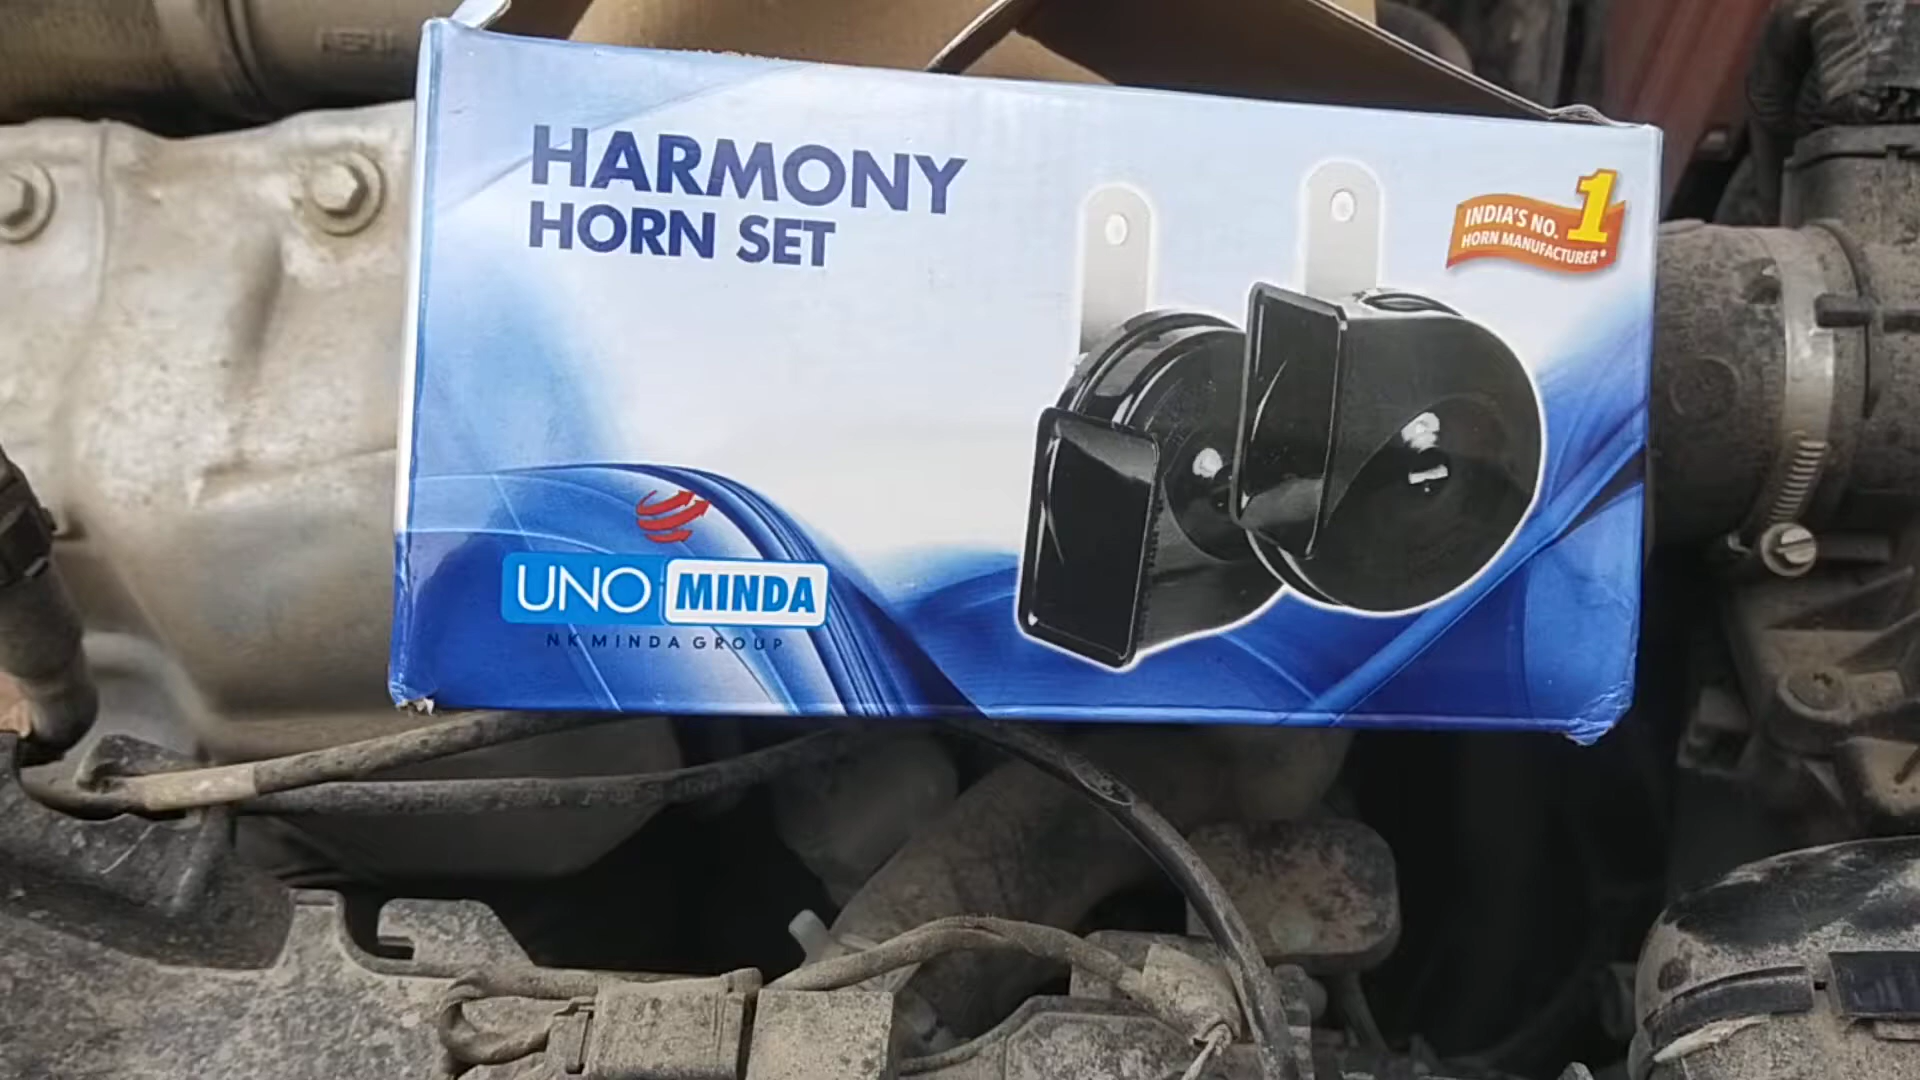 HARMONY
HORN SET
INDIA'S NO. 1
HORN MANUFACTURER*
UNO MINDA
NK MINDA GROUP